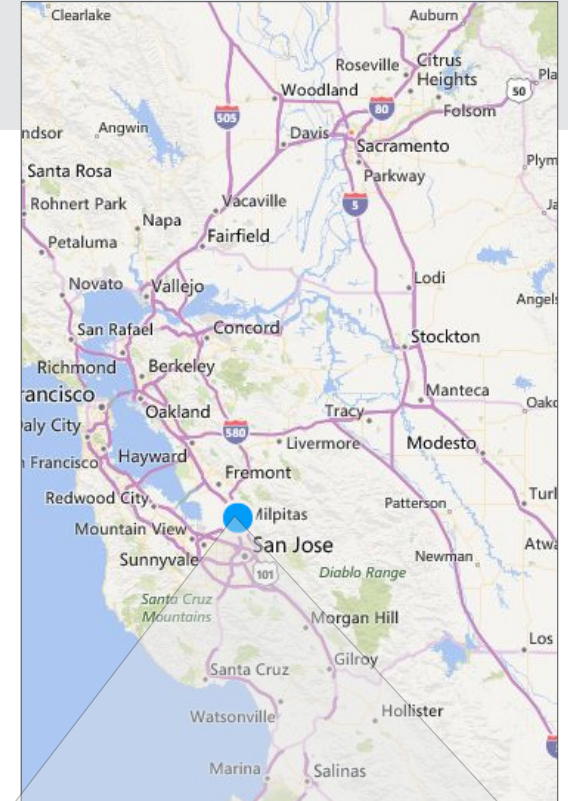 Clearlake
Auburn
Roseville
Citrus
Heights
Woodland
Pla
50
505
80
Folsom
ndsor
Angwin
Davis
Sacramento
Plym
Santa Rosa
Parkway
Rohnert Park
Vacaville
5
Ja
Napa
Petaluma
Fairfield
Novato
Vallejo
Lodi
Angels
San Rafael
Concord
Stockton
Richmond
Berkeley
rancisco
Manteca
Oakland
Tracy
Oakd
aly City
580
Livermore
Modesto
n Francisco
Hayward
Fremont
Redwood City
Patterson
Turl
Milpitas
Mountain View
San Jose
Atwa
Sunnyvale
Newman
101
Diablo Range
Santa Cruz
Mountains
Morgan Hill
Los
Gilroy
Santa Cruz
Watsonville
Hollister
Marina
Salinas